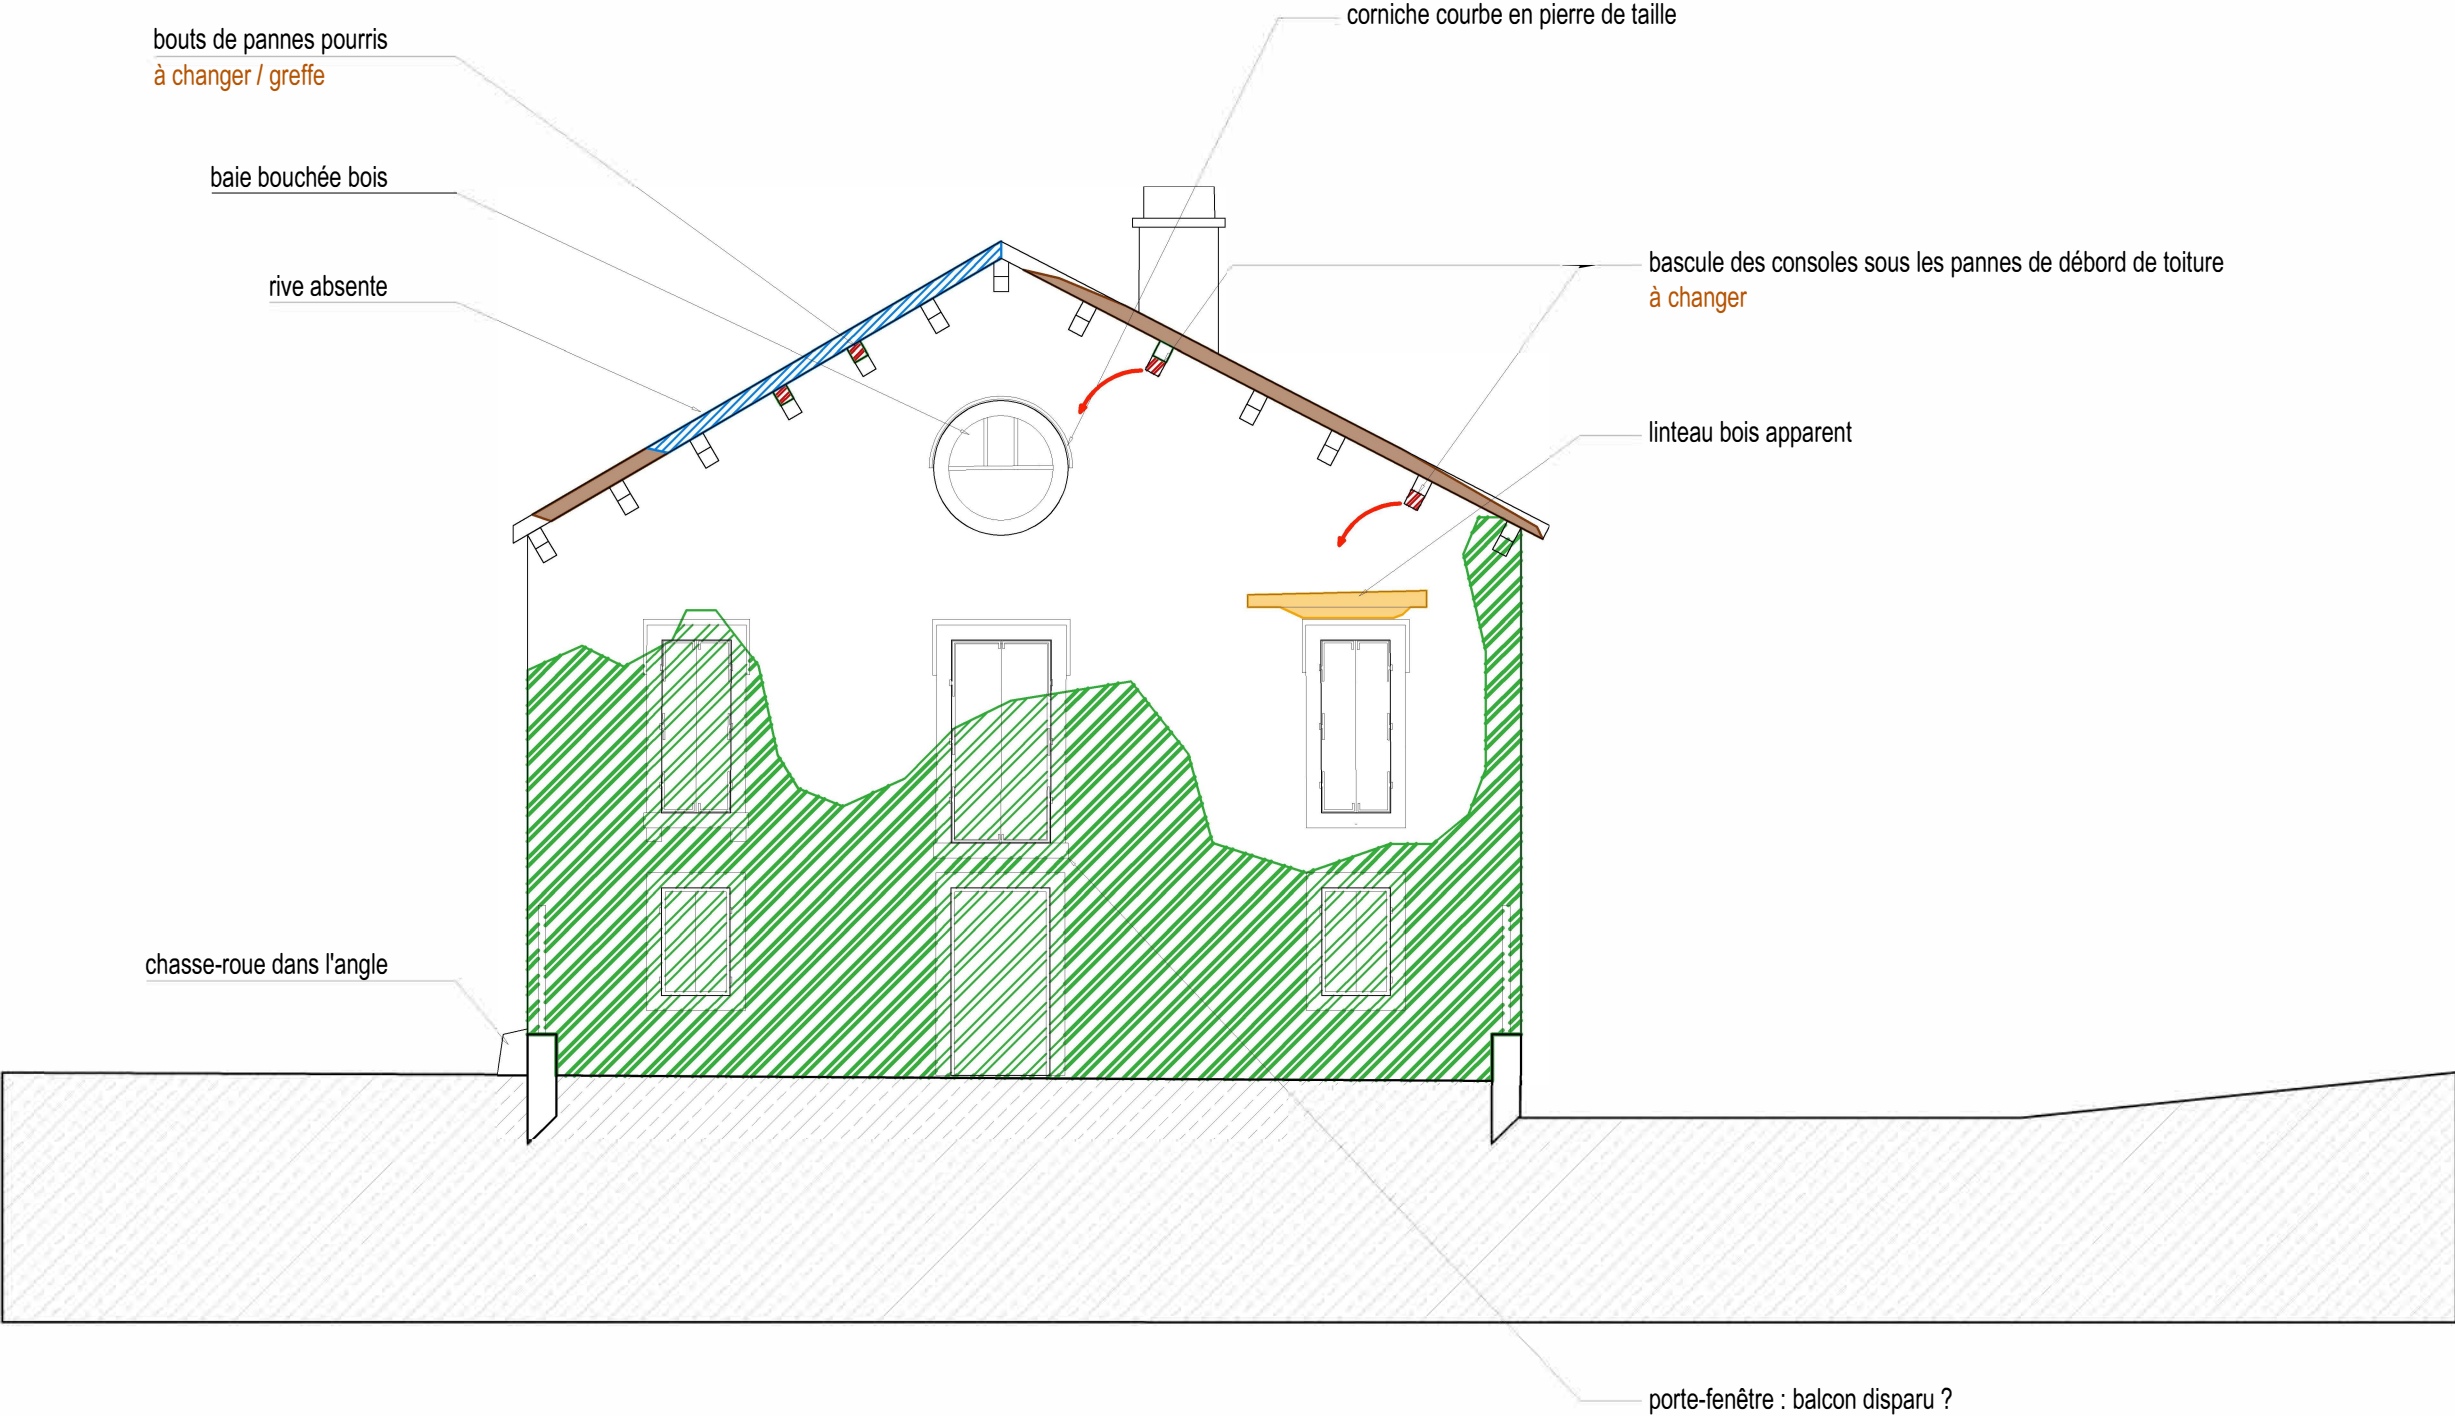 corniche courbe en pierre de taille
bouts de pannes pourris
à changer / greffe
baie bouchée bois
bascule des consoles sous les pannes de débord de toiture
à changer
rive absente
linteau bois apparent
chasse-roue dans l'angle
porte-fenêtre : balcon disparu ?